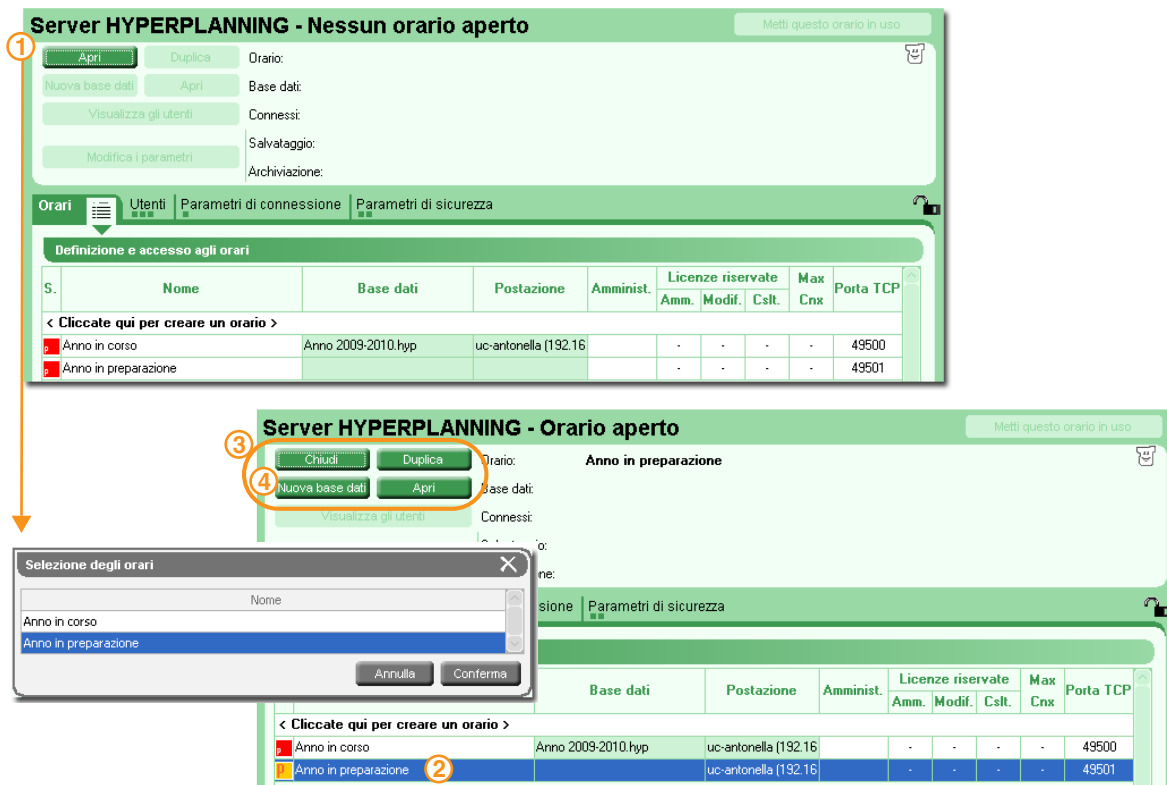 Server HYPERPLANNING - Nessun orario aperto
Metti questo orario in uso
1
Apri
Duplica
Orario:
Nuova base dati
Apri
Base dati:
Visualizza gli utenti
Connessi:
Salvataggio:
Modifica i parametri
Archiviazione:
Orari
Utenti
Parametri di connessione
Parametri di sicurezza
Definizione e accesso agli orari
S.
Nome
Base dati
Postazione
Amminist.
Licenze riservate
Max Cnx
Porta TCP
Amm.
Modif.
Cslt.
< Cliccate qui per creare un orario >
p Anno in corso Anno 2009-2010.hyp uc-antonella (192.16 - - - - 49500
p Anno in preparazione - - - - 49501
Server HYPERPLANNING - Orario aperto
Metti questo orario in uso
3
Chiudi
Duplica
Orario:
Anno in preparazione
4
Nuova base dati
Apri
Base dati:
Visualizza gli utenti
Connessi:
io:
ne:
Selezione degli orari
Nome
Anno in corso
Anno in preparazione
Annulla
Conferma
sione
Parametri di sicurezza
Base dati
Postazione
Amminist.
Licenze riservate
Max Cnx
Porta TCP
Amm.
Modif.
Cslt.
< Cliccate qui per creare un orario >
p Anno in corso Anno 2009-2010.hyp uc-antonella (192.16 - - - - 49500
p Anno in preparazione 2 uc-antonella (192.16 - - - - 49501